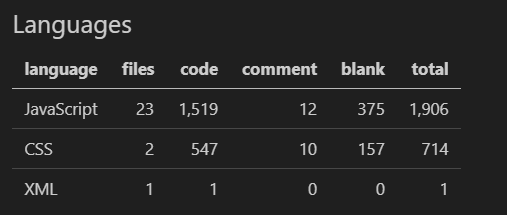 Languages
language files code comment blank total
JavaScript 23 1,519 12 375 1,906
CSS 2 547 10 157 714
XML 1 1 0 0 1